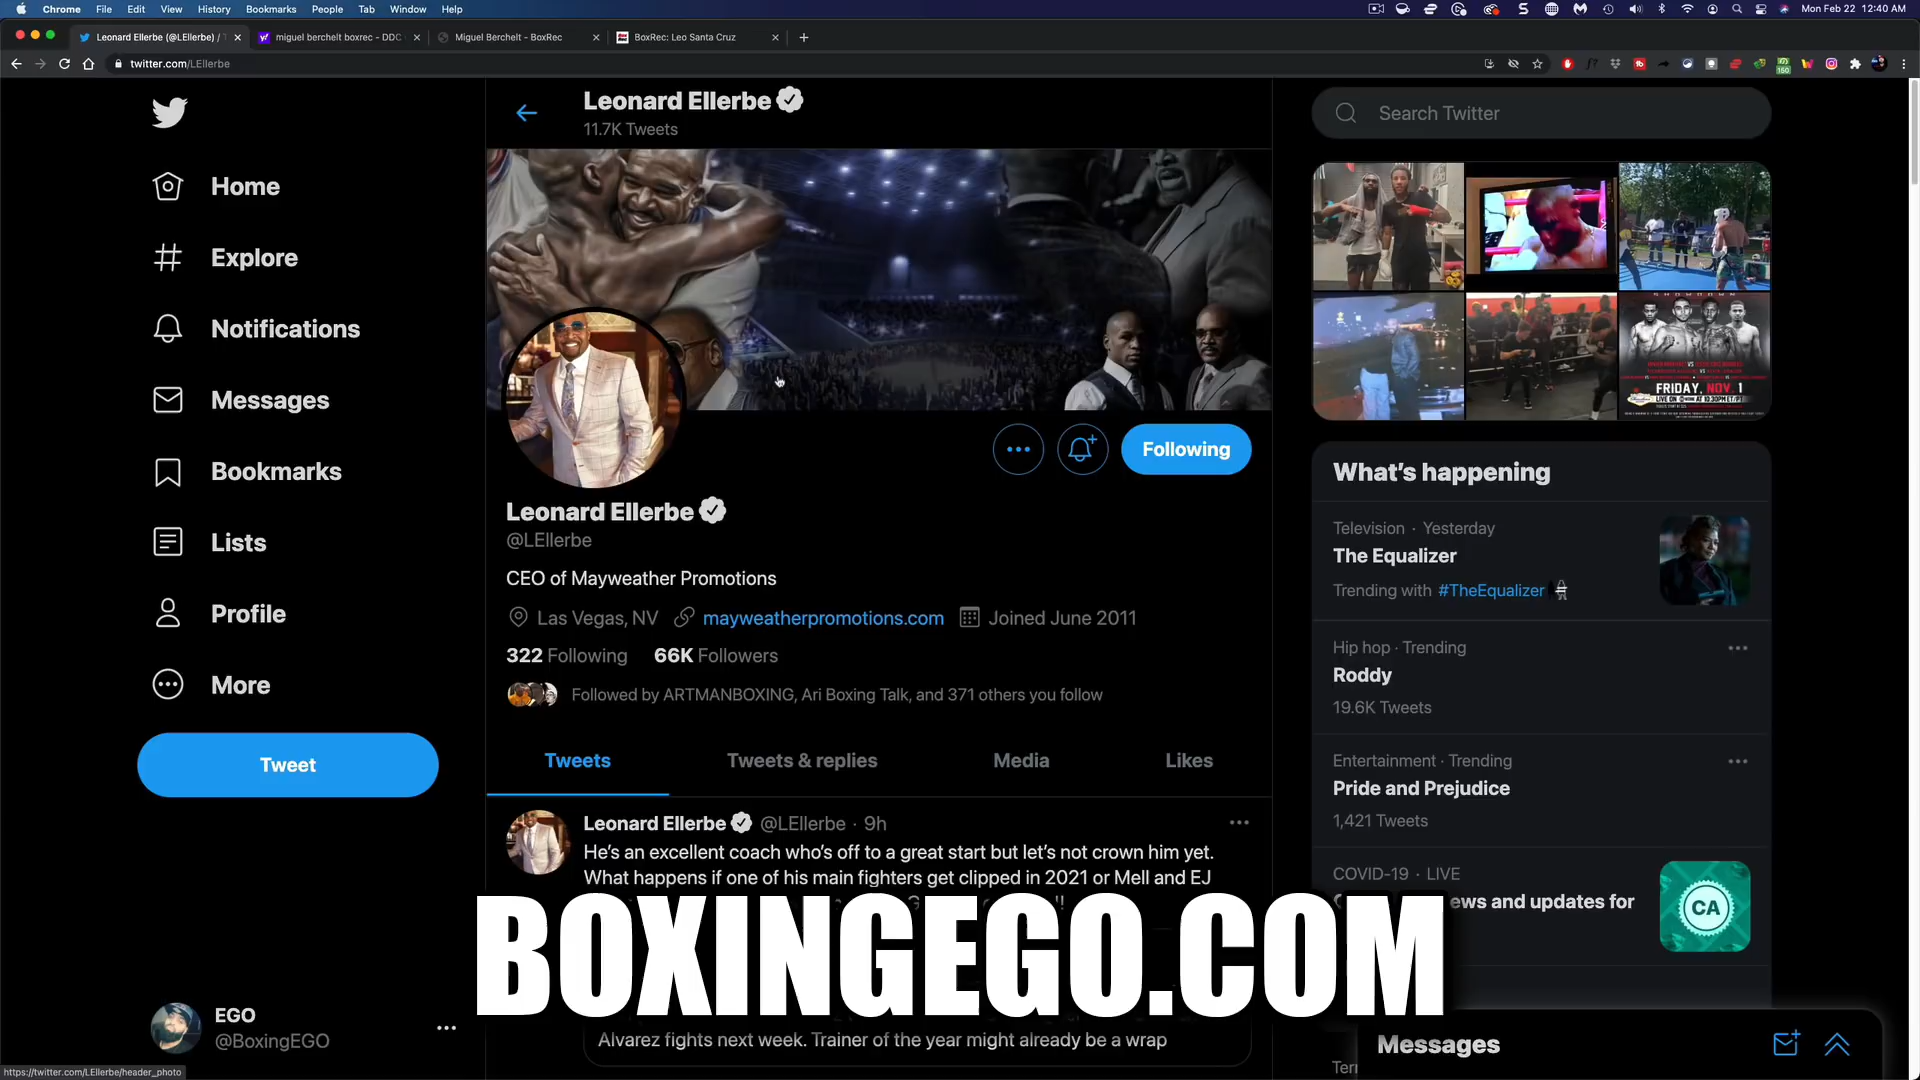 Chrome File Edit View History Bookmarks People Tab Window Help
Mon Feb 22 12:40 AM
Leonard Ellerbe (@LEllerbe) /
miguel berchelt boxrec - DDC
Miguel Berchelt - BoxRec
BoxRec: Leo Santa Cruz
twitter.com/LEllerbe
150
Leonard Ellerbe
11.7K Tweets
Home
Explore
Notifications
Messages
Bookmarks
Lists
Profile
More
Tweet
EGO
@BoxingEGO
Following
Leonard Ellerbe
@LEllerbe
CEO of Mayweather Promotions
Las Vegas, NV mayweatherpromotions.com Joined June 2011
322 Following 66K Followers
Followed by ARTMANBOXING, Ari Boxing Talk, and 371 others you follow
Tweets Tweets & replies Media Likes
Leonard Ellerbe @LEllerbe · 9h
He's an excellent coach who's off to a great start but let's not crown him yet.
What happens if one of his main fighters get clipped in 2021 or Mell and EJ
BOXINGEGO.COM
Alvarez fights next week. Trainer of the year might already be a wrap
Search Twitter
FRIDAY, NOV. 1
What's happening
Television · Yesterday
The Equalizer
Trending with #TheEqualizer
Hip hop · Trending
Roddy
19.6K Tweets
Entertainment · Trending
Pride and Prejudice
1,421 Tweets
COVID-19 · LIVE
ews and updates for
CA
Messages
https://twitter.com/LEllerbe/header_photo